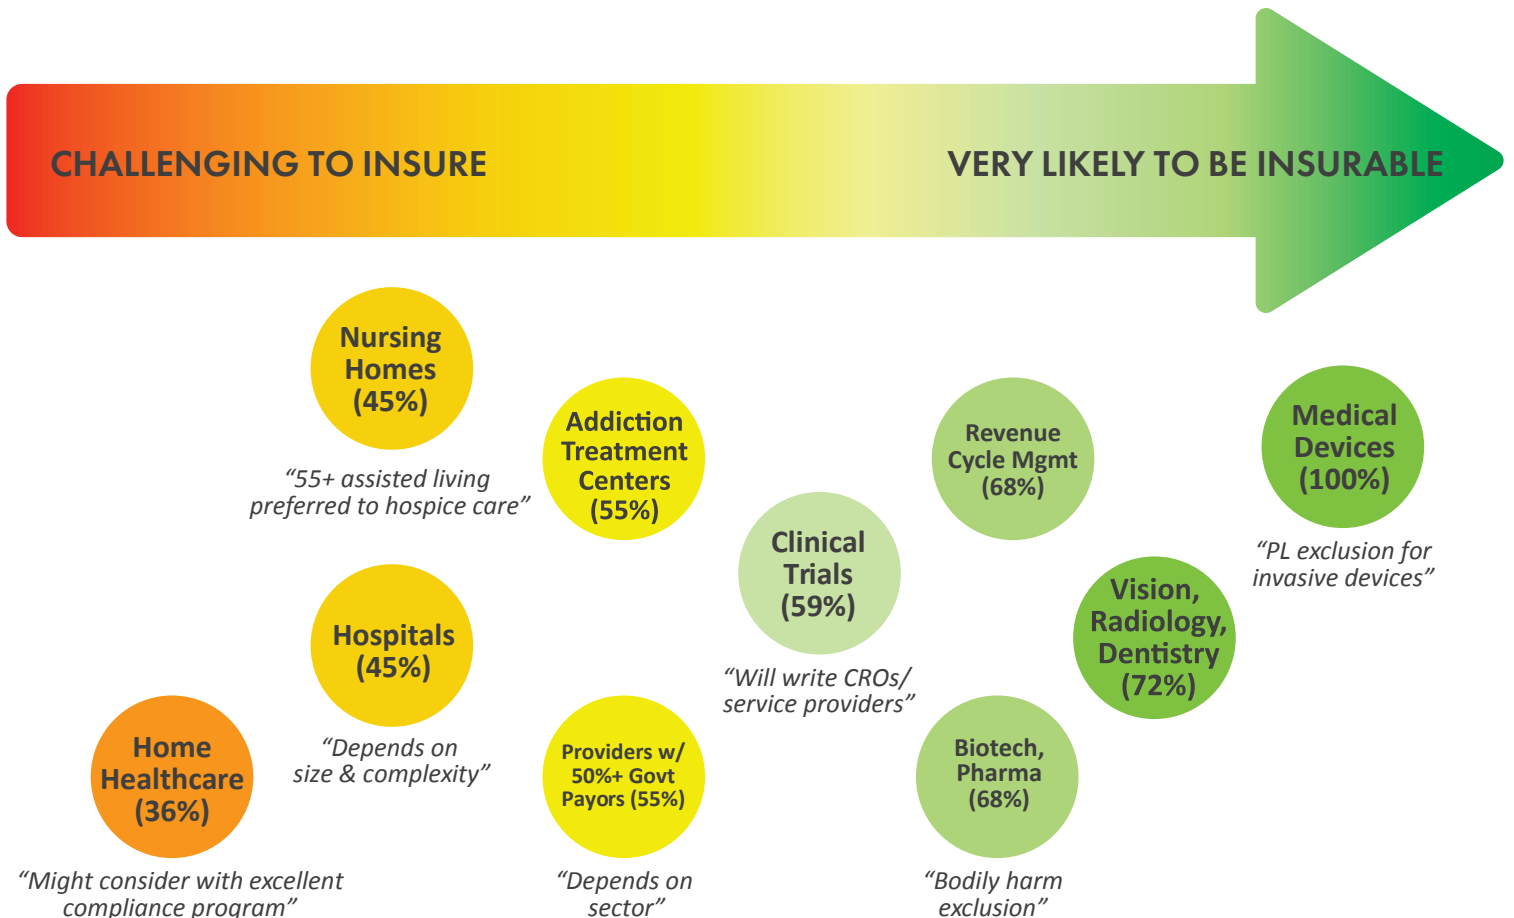 CHALLENGING TO INSURE
VERY LIKELY TO BE INSURABLE
Nursing
Homes
(45%)
“55+ assisted living
preferred to hospice care”
Addiction
Treatment
Centers
(55%)
Revenue
Cycle Mgmt
(68%)
Medical
Devices
(100%)
“PL exclusion for
invasive devices”
Clinical
Trials
(59%)
“Will write CROs/
service providers”
Vision,
Radiology,
Dentistry
(72%)
Hospitals
(45%)
“Depends on
size & complexity”
Home
Healthcare
(36%)
“Might consider with excellent
compliance program”
Providers w/
50%+ Govt
Payors (55%)
“Depends on
sector”
Biotech,
Pharma
(68%)
“Bodily harm
exclusion”